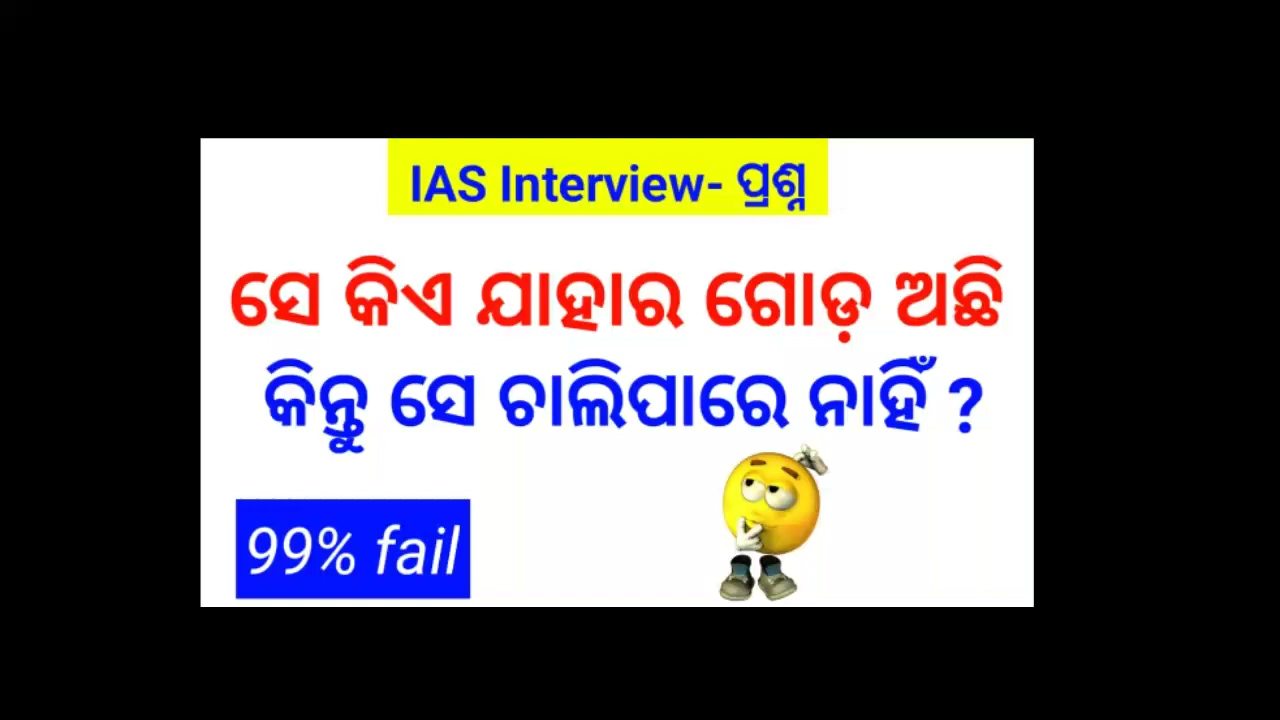 IAS Interview- ପ୍ରଶ୍ନ
ସେ କିଏ ଯାହାର ଗୋଡ଼ ଅଛି
କିନ୍ତୁ ସେ ଚାଲିପାରେ ନାହିଁ ?
99% fail